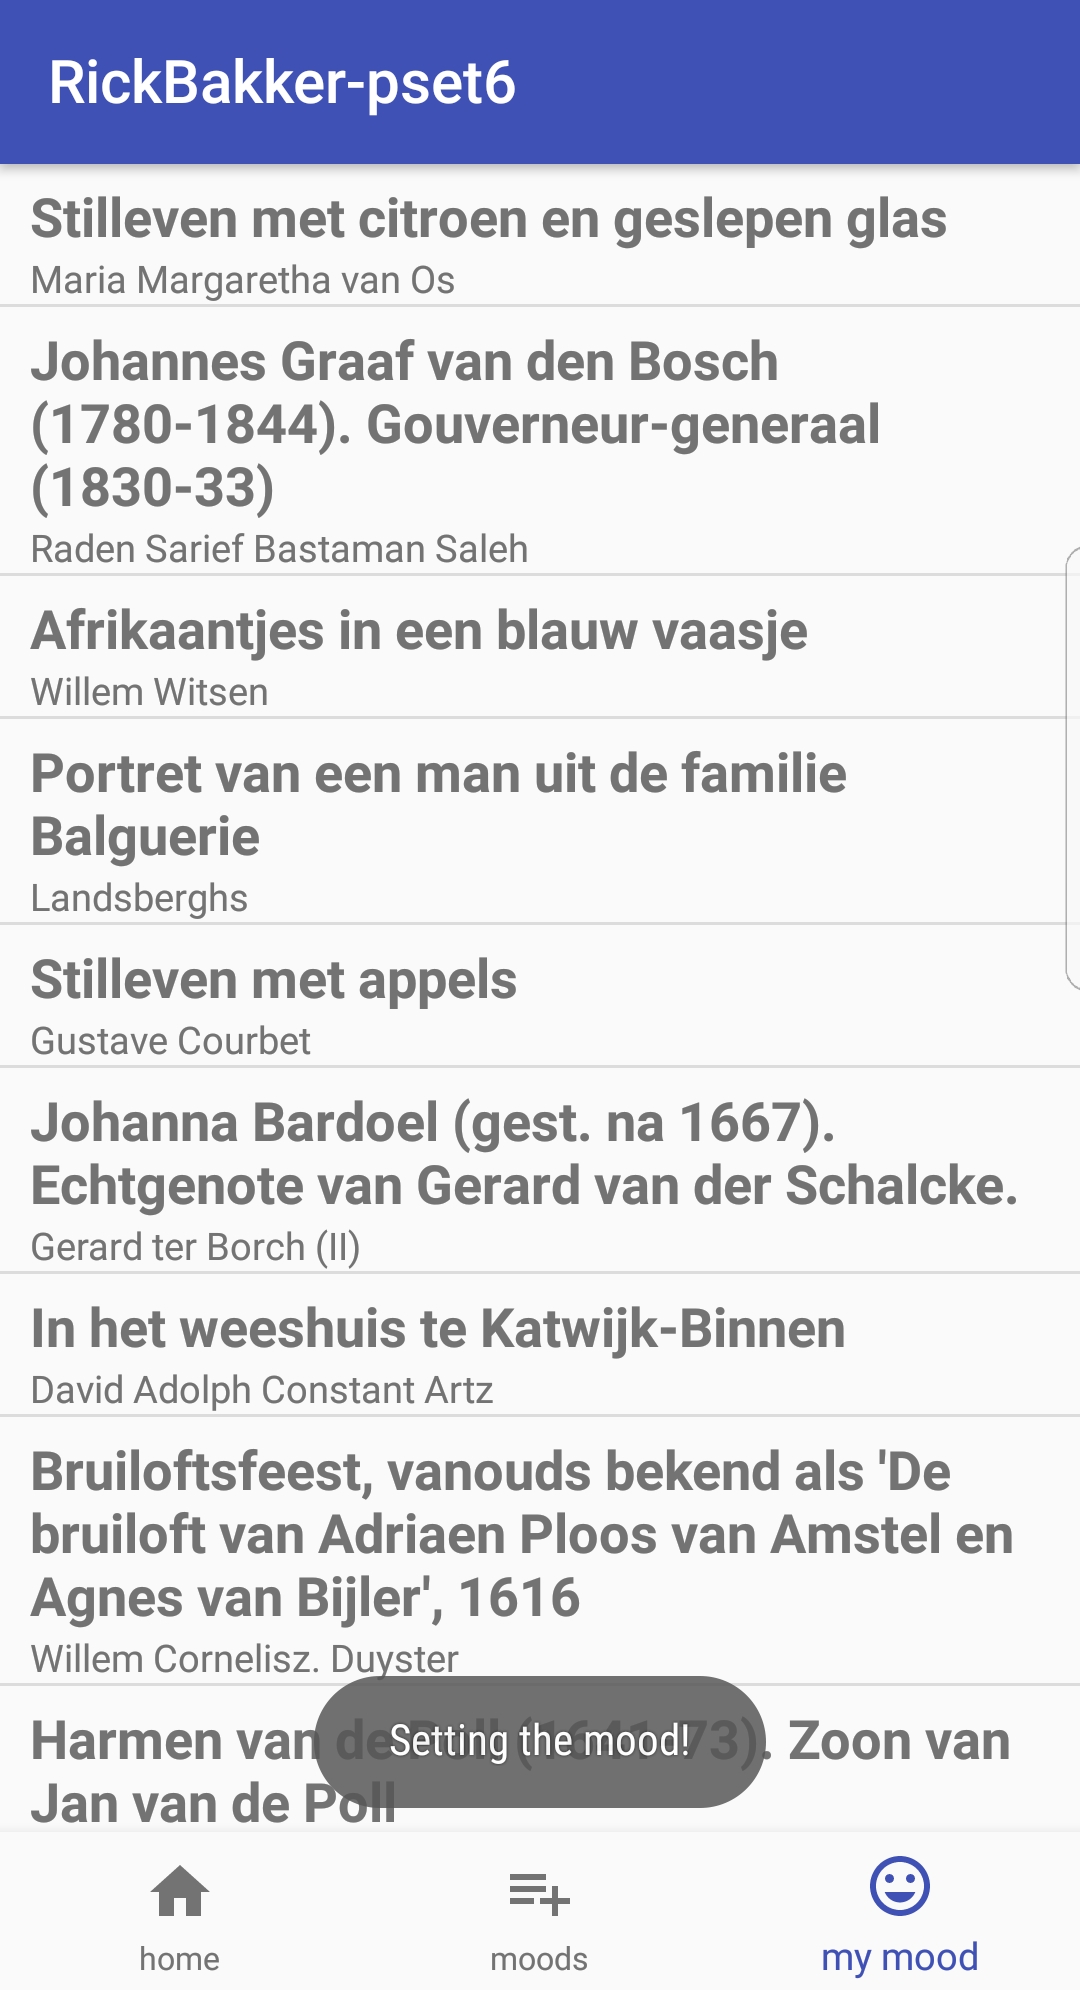 RickBakker-pset6
Stilleven met citroen en geslepen glas
Maria Margaretha van Os
Johannes Graaf van den Bosch
(1780-1844). Gouverneur-generaal
(1830-33)
Raden Sarief Bastaman Saleh
Afrikaantjes in een blauw vaasje
Willem Witsen
Portret van een man uit de familie
Balguerie
Landsberghs
Stilleven met appels
Gustave Courbet
Johanna Bardoel (gest. na 1667).
Echtgenote van Gerard van der Schalcke.
Gerard ter Borch (II)
In het weeshuis te Katwijk-Binnen
David Adolph Constant Artz
Bruiloftsfeest, vanouds bekend als 'De
bruiloft van Adriaen Ploos van Amstel en
Agnes van Bijler', 1616
Willem Cornelisz. Duyster
Harmen van de Poll (1641-73). Zoon van
Setting the mood!
Jan van de Poll
home
moods
my mood